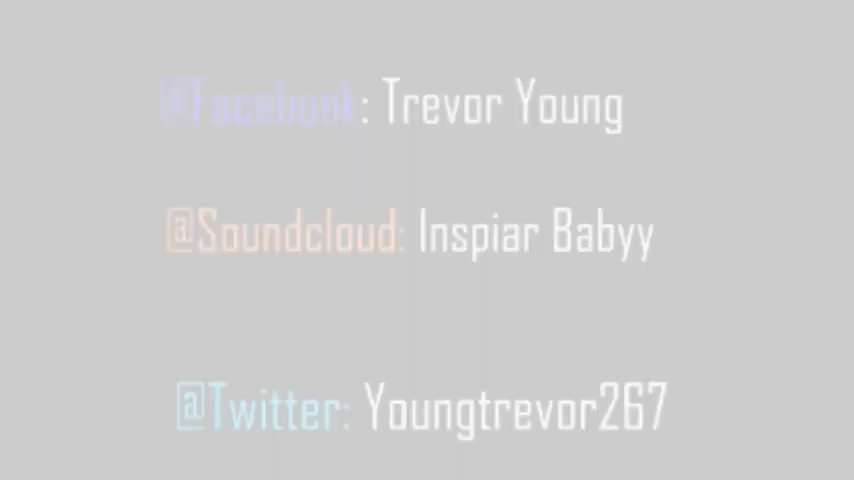 @Facebook: Trevor Young
@Soundcloud: Inspiar Babyy
@Twitter: Youngtrevor267